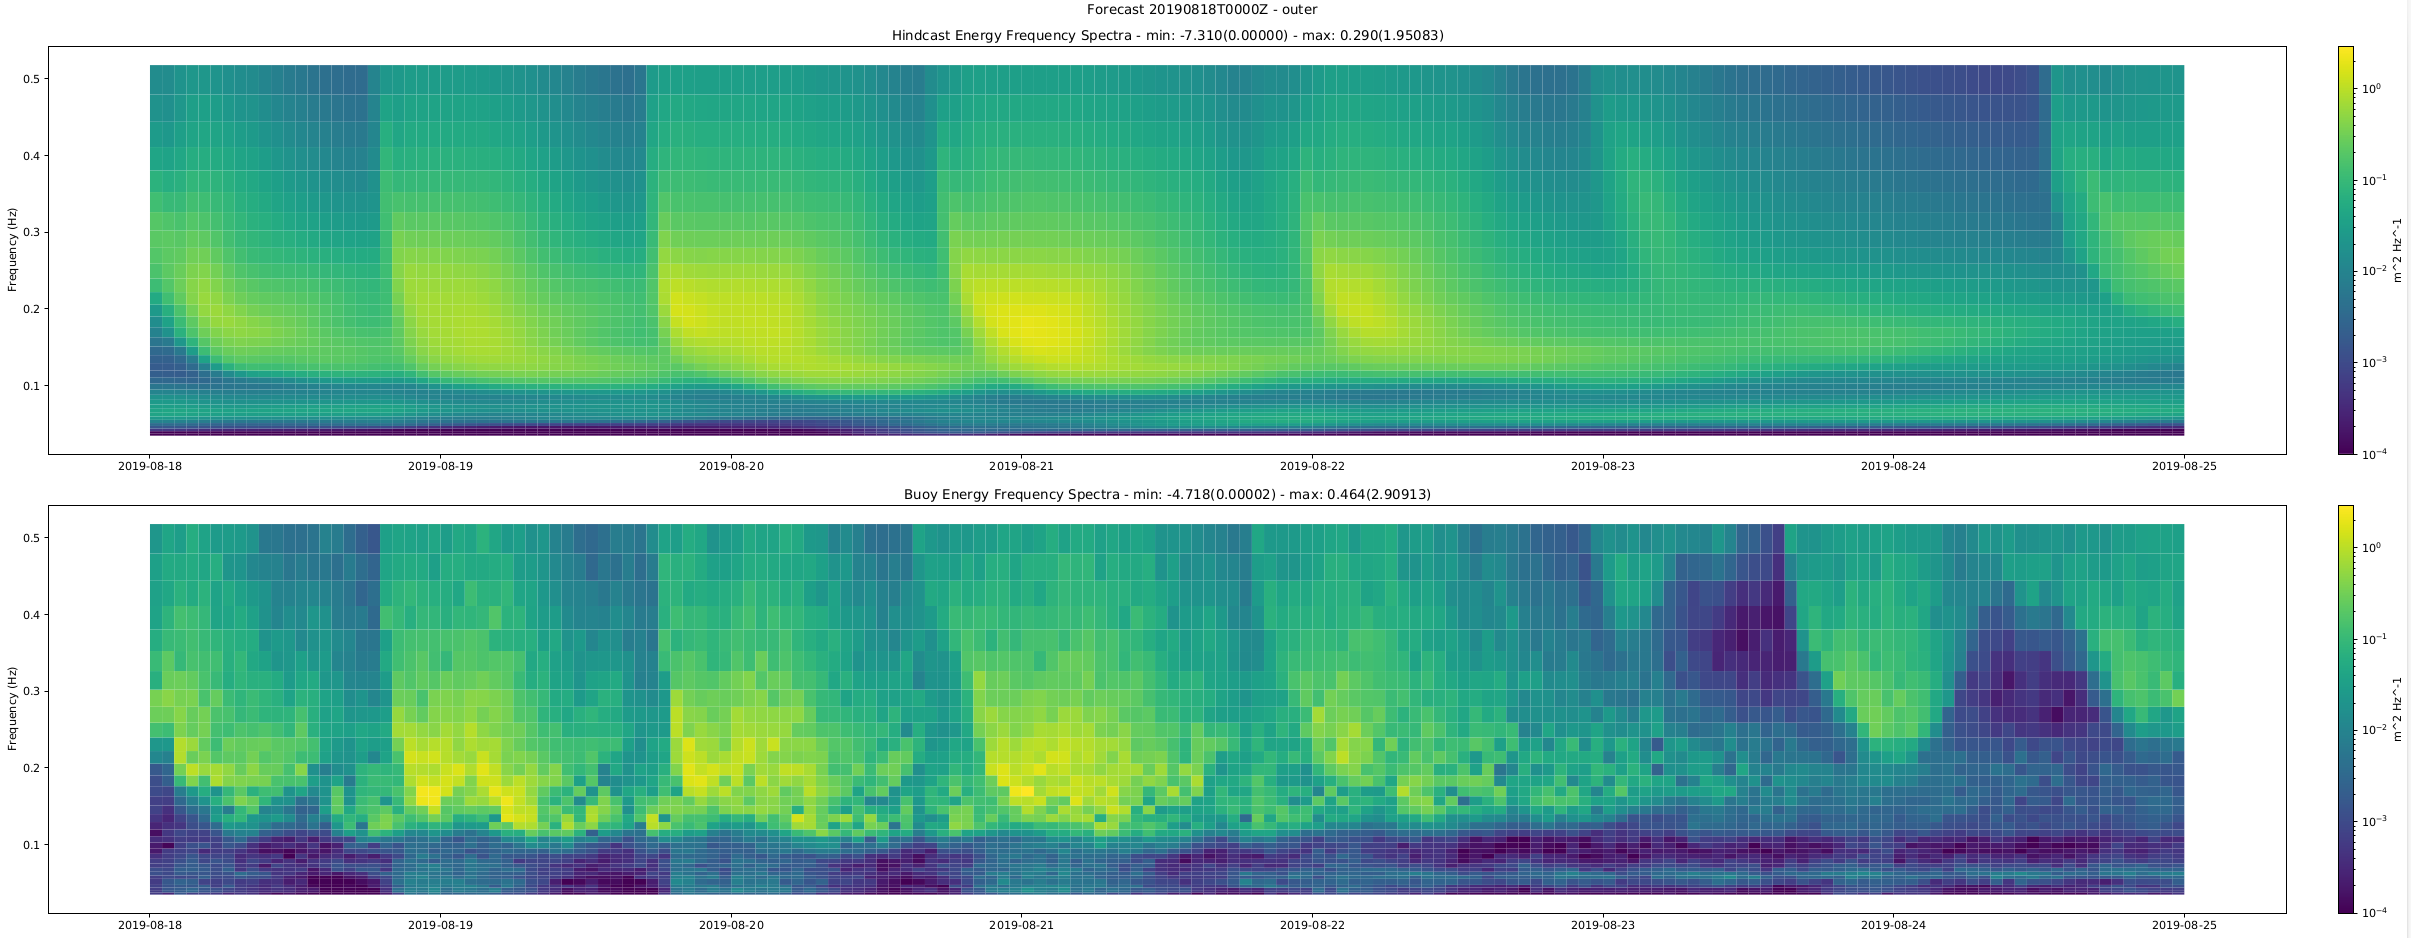 Forecast 20190818T0000Z - outer
Hindcast Energy Frequency Spectra - min: -7.310(0.00000) - max: 0.290(1.95083)
Frequency (Hz)
0.5
0.4
0.3
0.2
0.1
2019-08-18 2019-08-19 2019-08-20 2019-08-21 2019-08-22 2019-08-23 2019-08-24 2019-08-25
10⁰
10⁻¹
10⁻²
10⁻³
10⁻⁴
m^2 Hz^-1
Buoy Energy Frequency Spectra - min: -4.718(0.00002) - max: 0.464(2.90913)
Frequency (Hz)
0.5
0.4
0.3
0.2
0.1
2019-08-18 2019-08-19 2019-08-20 2019-08-21 2019-08-22 2019-08-23 2019-08-24 2019-08-25
10⁰
10⁻¹
10⁻²
10⁻³
10⁻⁴
m^2 Hz^-1